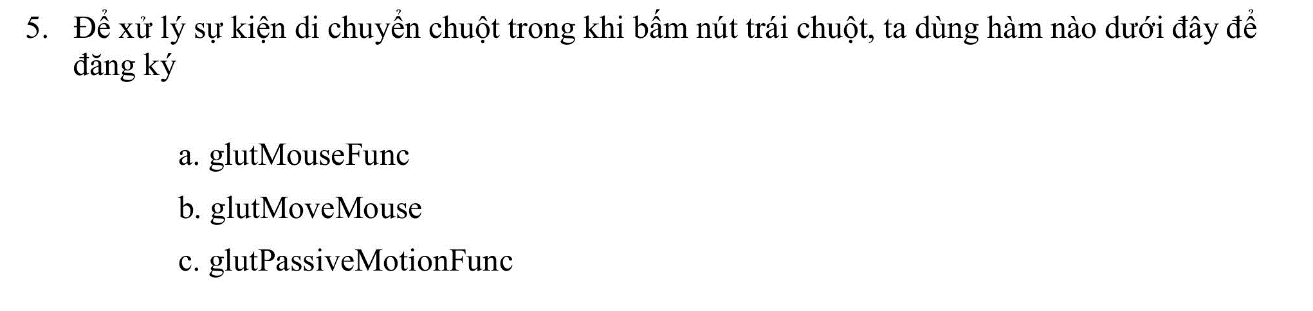 5. Để xử lý sự kiện di chuyển chuột trong khi bấm nút trái chuột, ta dùng hàm nào dưới đây để
đăng ký
a. glutMouseFunc
b. glutMoveMouse
c. glutPassiveMotionFunc